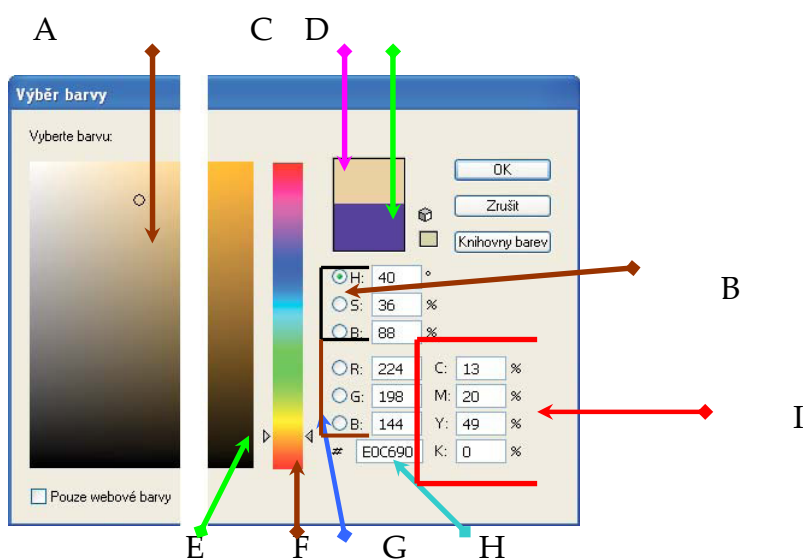 A C D
Výběr barvy
Vyberte barvu:
OK
Zrušit
Knihovny barev
H: 40 °
S: 36 %
B: 88 %
B
R: 224 C: 13 %
G: 198 M: 20 %
B: 144 Y: 49 %
# E0C690 K: 0 %
I
Pouze webové barvy
E F G H